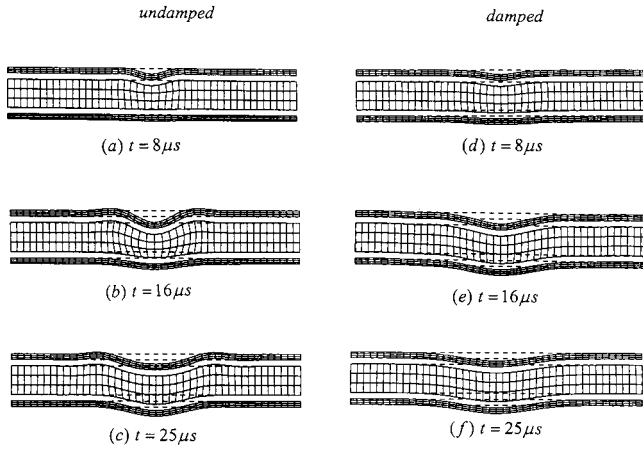 undamped
damped
(a) t = 8μs
(d) t = 8μs
(b) t = 16μs
(e) t = 16μs
(c) t = 25μs
(f) t = 25μs